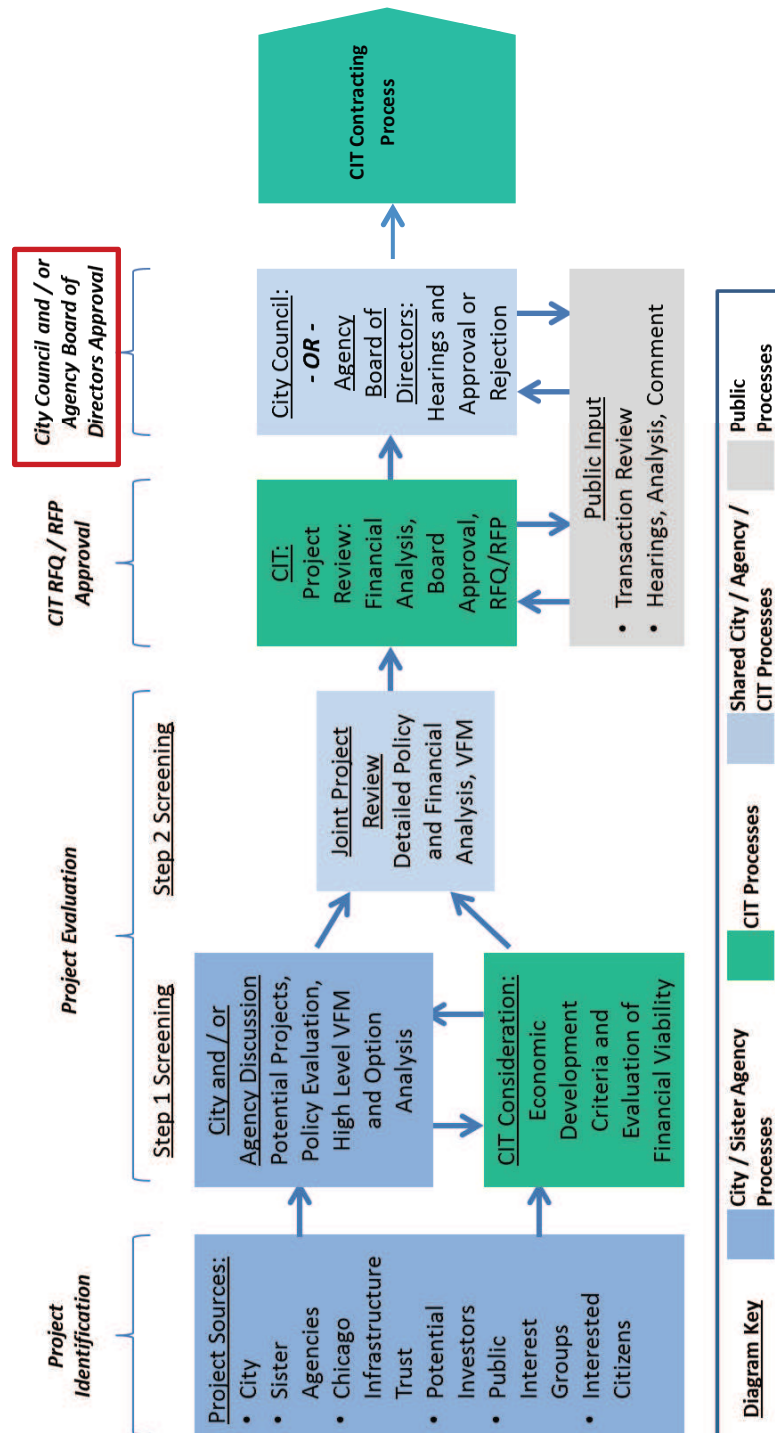 Project
Identification
Project Sources:
• City
• Sister
Agencies
• Chicago
Infrastructure
Trust
• Potential
Investors
• Public
Interest
Groups
• Interested
Citizens
Project Evaluation
Step 1 Screening
City and / or
Agency Discussion
Potential Projects,
Policy Evaluation,
High Level VFM
and Option
Analysis
CIT Consideration:
Economic
Development
Criteria and
Evaluation of
Financial Viability
Step 2 Screening
Joint Project
Review
Detailed Policy
and Financial
Analysis, VFM
CIT RFQ / RFP
Approval
CIT:
Project
Review:
Financial
Analysis,
Board
Approval,
RFQ/RFP
City Council and / or
Agency Board of
Directors Approval
City Council:
- OR -
Agency
Board of
Directors:
Hearings and
Approval or
Rejection
Public Input
• Transaction Review
• Hearings, Analysis, Comment
CIT Contracting
Process
Diagram Key
City / Sister Agency
Processes
CIT Processes
Shared City / Agency /
CIT Processes
Public
Processes